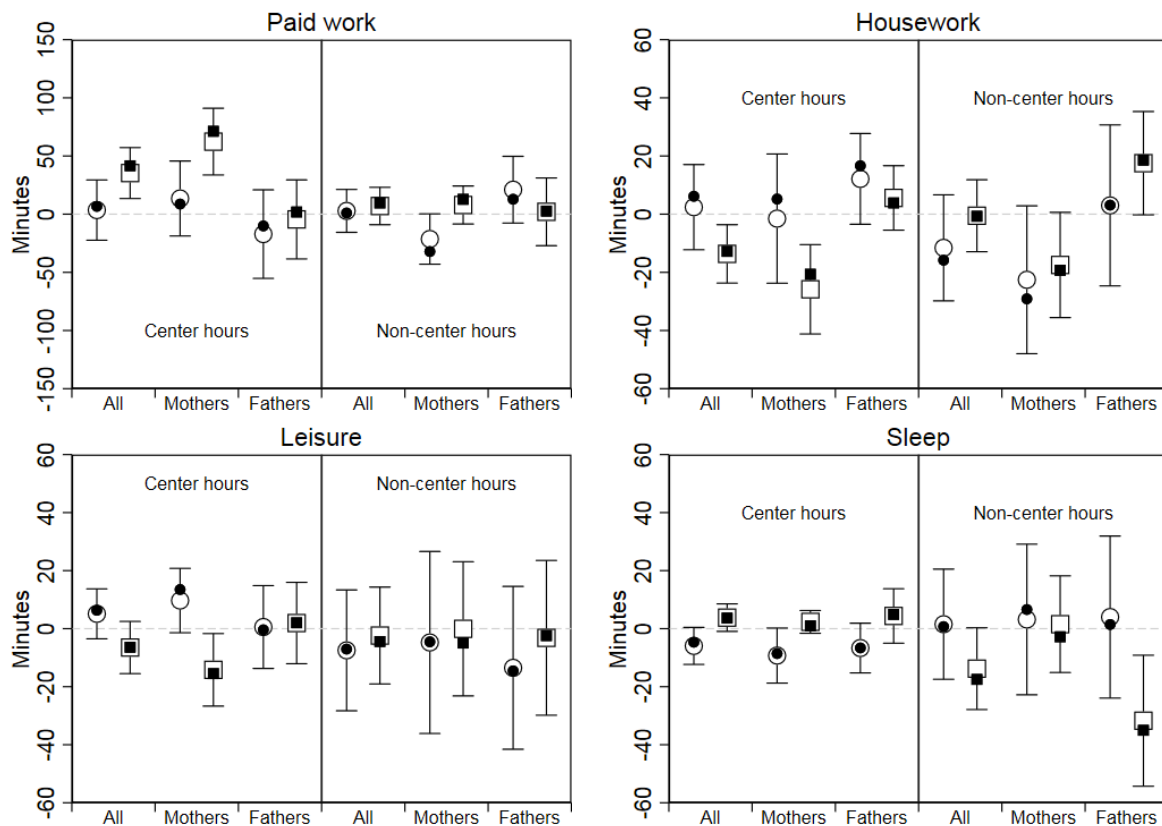 Paid work
Minutes
150
100
50
0
-50
-100
-150
Center hours
Non-center hours
All Mothers Fathers All Mothers Fathers
Housework
Minutes
60
40
20
0
-20
-40
-60
Center hours
Non-center hours
All Mothers Fathers All Mothers Fathers
Leisure
Minutes
60
40
20
0
-20
-40
-60
Center hours
Non-center hours
All Mothers Fathers All Mothers Fathers
Sleep
Minutes
60
40
20
0
-20
-40
-60
Center hours
Non-center hours
All Mothers Fathers All Mothers Fathers